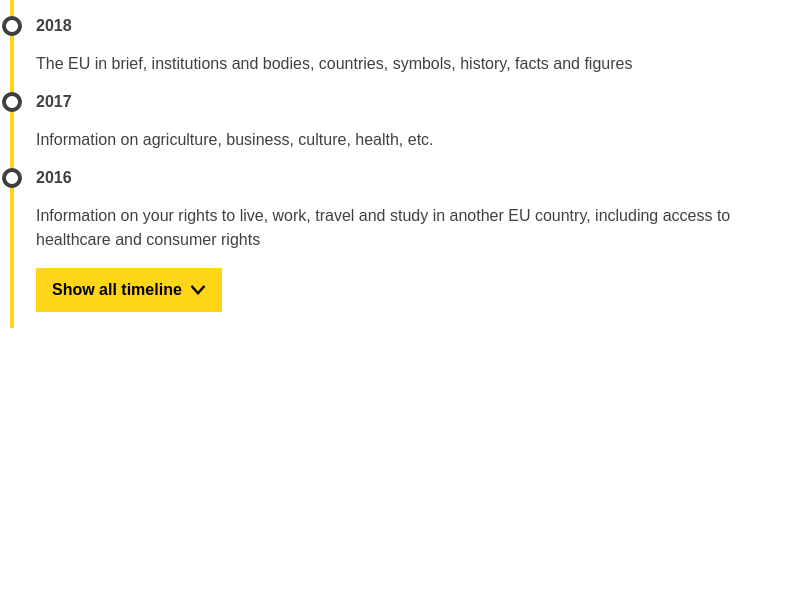 2018
The EU in brief, institutions and bodies, countries, symbols, history, facts and figures
2017
Information on agriculture, business, culture, health, etc.
2016
Information on your rights to live, work, travel and study in another EU country, including access to
healthcare and consumer rights
Show all timeline